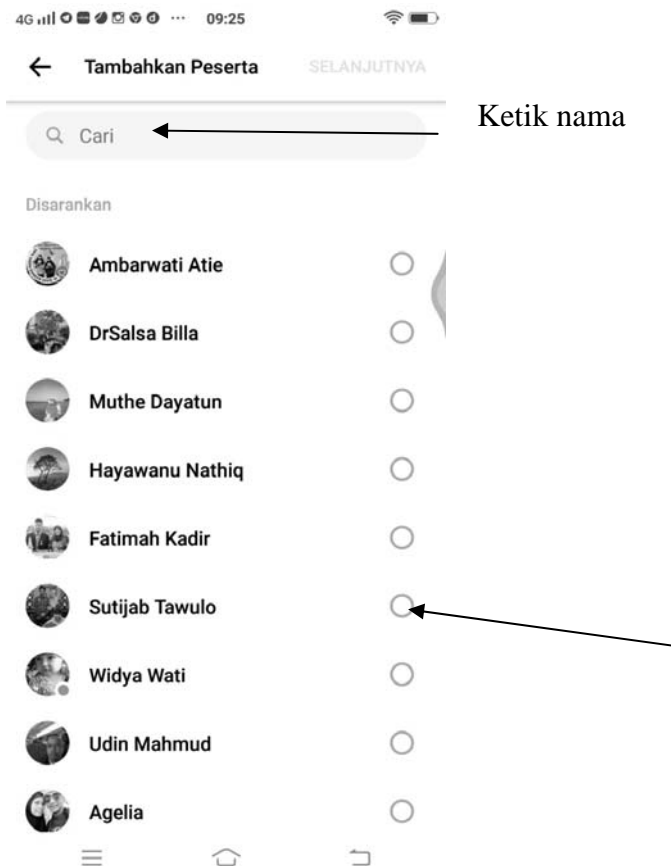 4G ... 09:25
Tambahkan Peserta SELANJUTNYA
Cari
Ketik nama
Disarankan
Ambarwati Atie
DrSalsa Billa
Muthe Dayatun
Hayawanu Nathiq
Fatimah Kadir
Sutijab Tawulo
Widya Wati
Udin Mahmud
Agelia